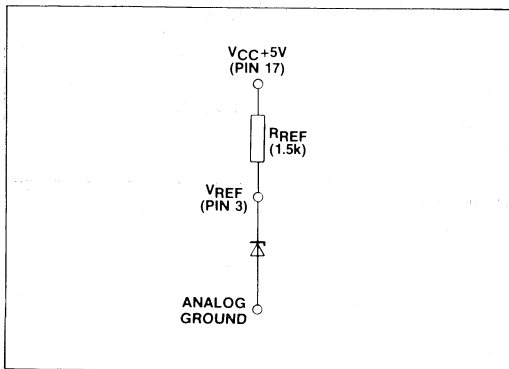 VCC+5V
(PIN 17)
RREF
(1.5k)
VREF
(PIN 3)
ANALOG
GROUND